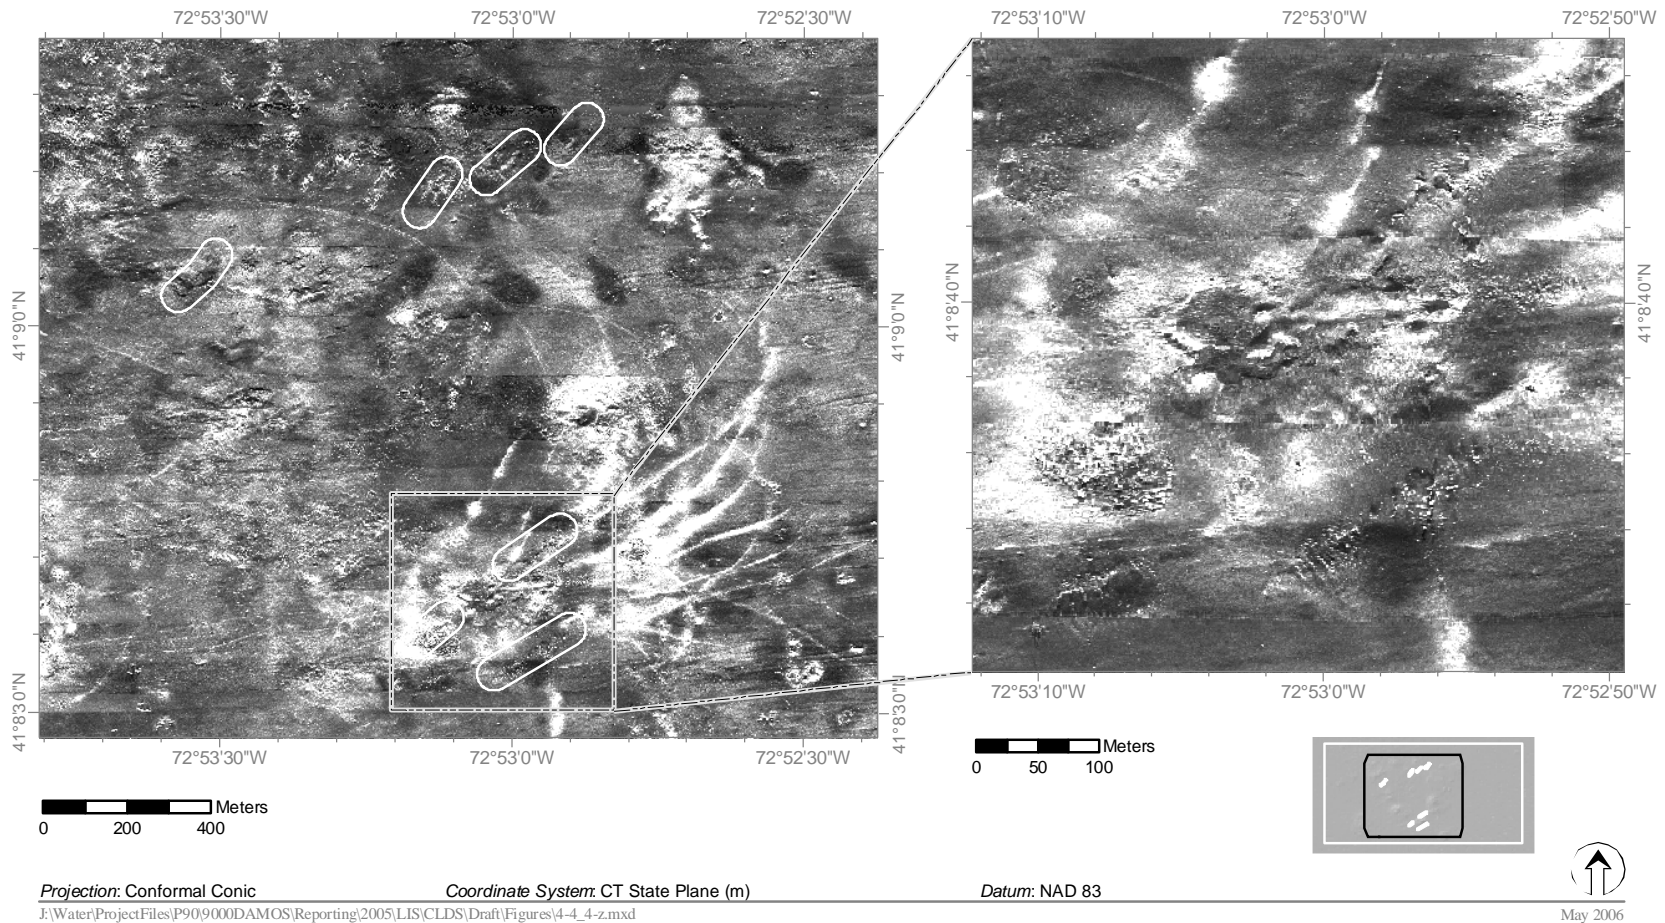 72°53'30"W 72°53'0"W 72°52'30"W 72°53'10"W 72°53'0"W 72°52'50"W
41°9'0"N 41°9'0"N 41°8'40"N 41°8'40"N
41°8'30"N 41°8'30"N
72°53'10"W 72°53'0"W 72°52'50"W
72°53'30"W 72°53'0"W 72°52'30"W
Meters
0 50 100
Meters
0 200 400
Projection: Conformal Conic Coordinate System: CT State Plane (m) Datum: NAD 83
J:\Water\ProjectFiles\P90\9000DAMOS\Reporting\2005\LIS\CLDS\Draft\Figures\4-4_4-z.mxd May 2006